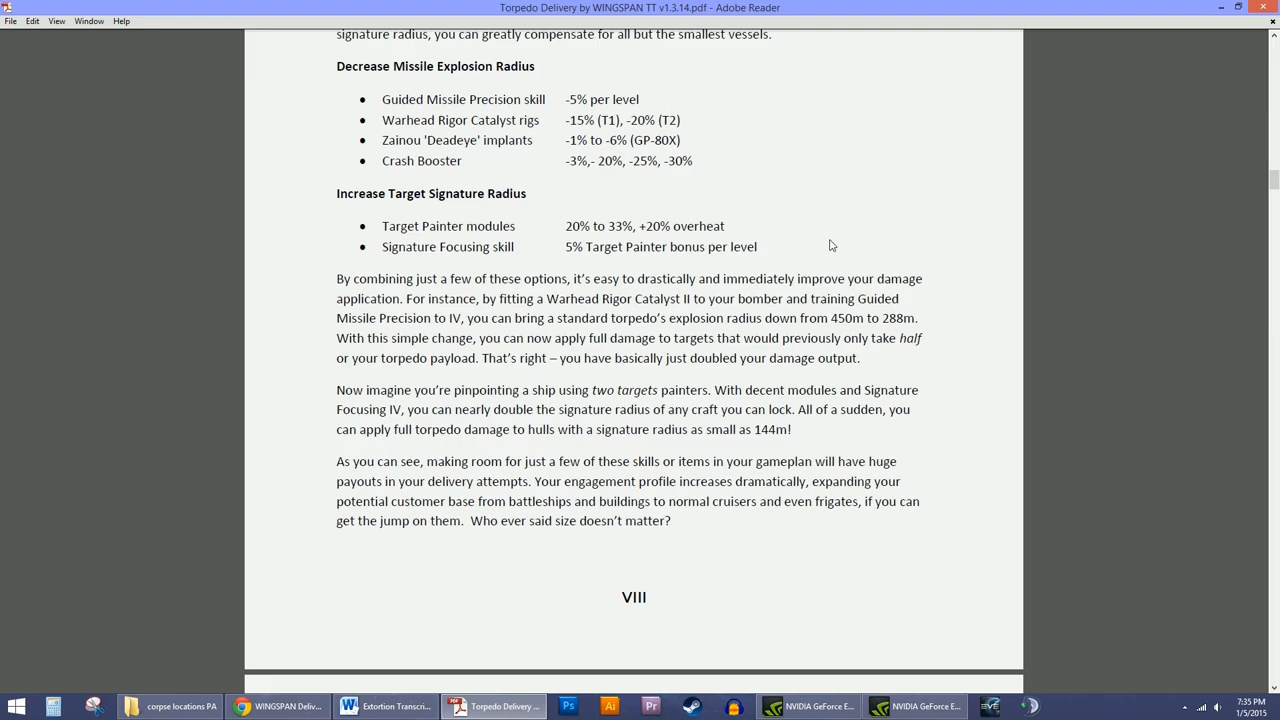 Torpedo Delivery by WINGSPAN TT v1.3.14.pdf - Adobe Reader
File Edit View Window Help
signature radius, you can greatly compensate for all but the smallest vessels.
Decrease Missile Explosion Radius
• Guided Missile Precision skill -5% per level
• Warhead Rigor Catalyst rigs -15% (T1), -20% (T2)
• Zainou 'Deadeye' implants -1% to -6% (GP-80X)
• Crash Booster -3%,- 20%, -25%, -30%
Increase Target Signature Radius
• Target Painter modules 20% to 33%, +20% overheat
• Signature Focusing skill 5% Target Painter bonus per level
By combining just a few of these options, it’s easy to drastically and immediately improve your damage
application. For instance, by fitting a Warhead Rigor Catalyst II to your bomber and training Guided
Missile Precision to IV, you can bring a standard torpedo’s explosion radius down from 450m to 288m.
With this simple change, you can now apply full damage to targets that would previously only take half
or your torpedo payload. That’s right – you have basically just doubled your damage output.
Now imagine you’re pinpointing a ship using two targets painters. With decent modules and Signature
Focusing IV, you can nearly double the signature radius of any craft you can lock. All of a sudden, you
can apply full torpedo damage to hulls with a signature radius as small as 144m!
As you can see, making room for just a few of these skills or items in your gameplan will have huge
payouts in your delivery attempts. Your engagement profile increases dramatically, expanding your
potential customer base from battleships and buildings to normal cruisers and even frigates, if you can
get the jump on them. Who ever said size doesn’t matter?
VIII
corpse locations PA WINGSPAN Deliv... Extortion Transcri... Torpedo Delivery ... Ps Ai Pr NVIDIA GeForce E... NVIDIA GeForce E... EVE 7:35 PM
1/5/2015